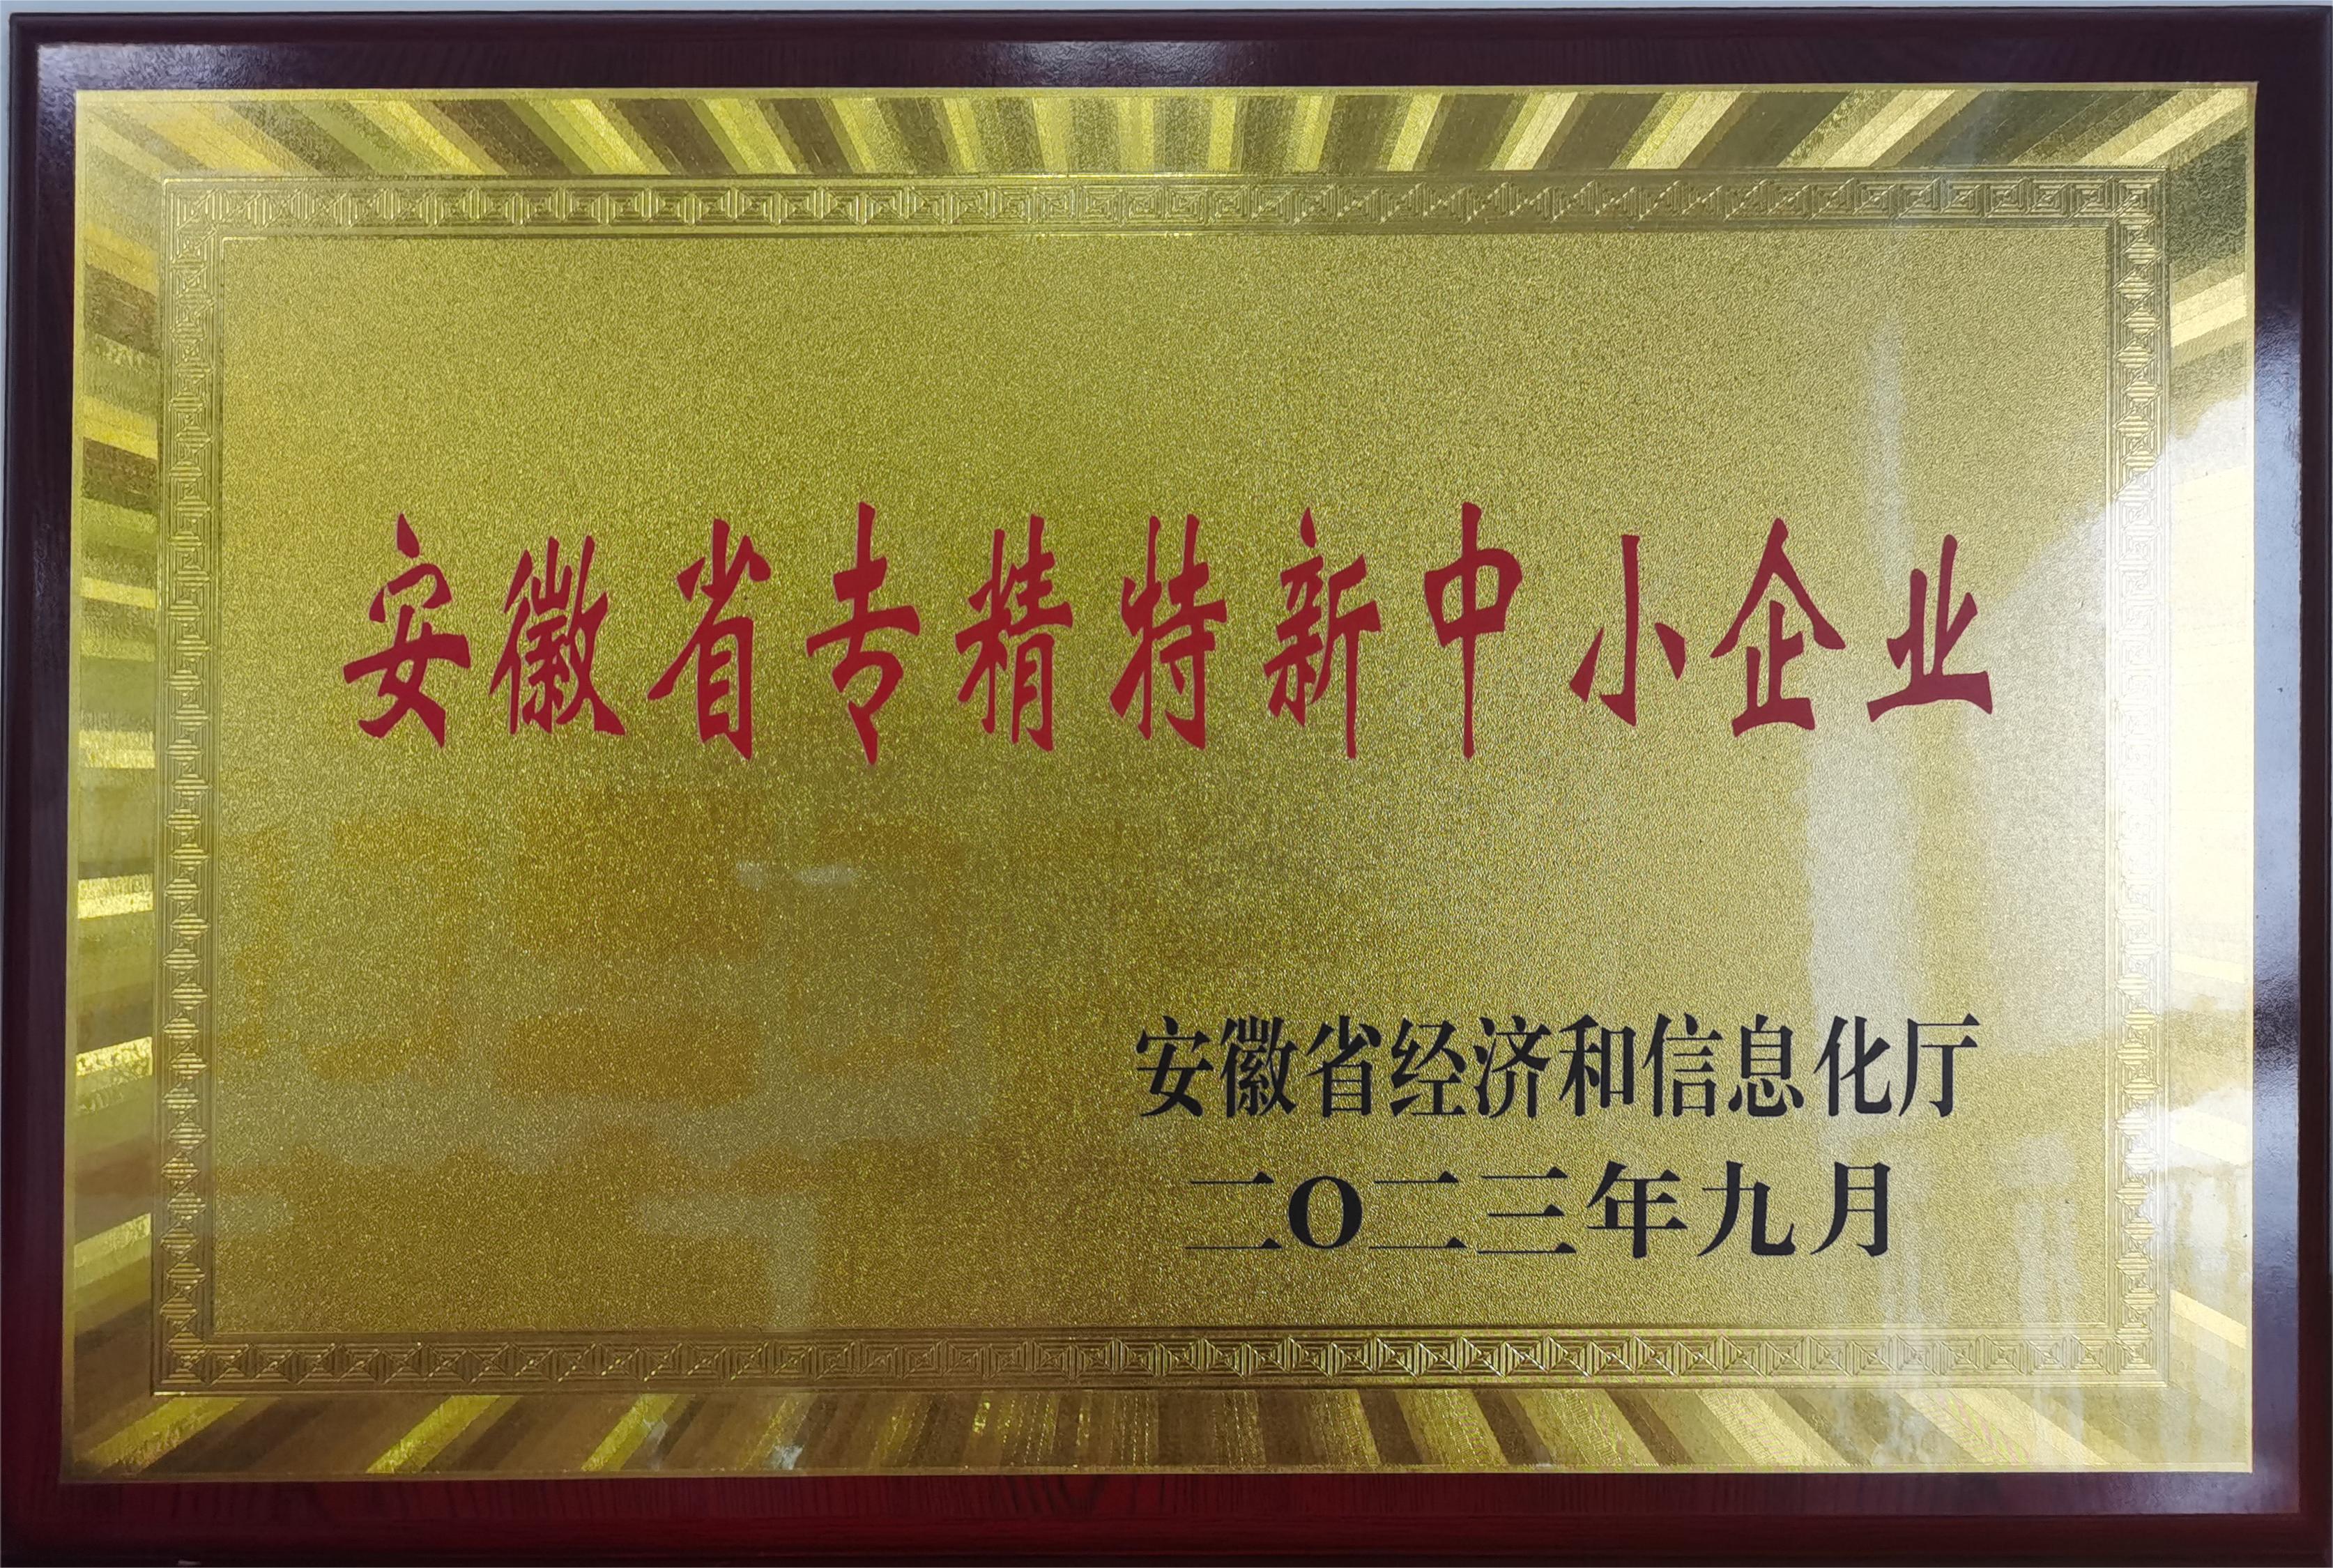 安徽省专精特新中小企业
安徽省经济和信息化厅
二O二三年九月